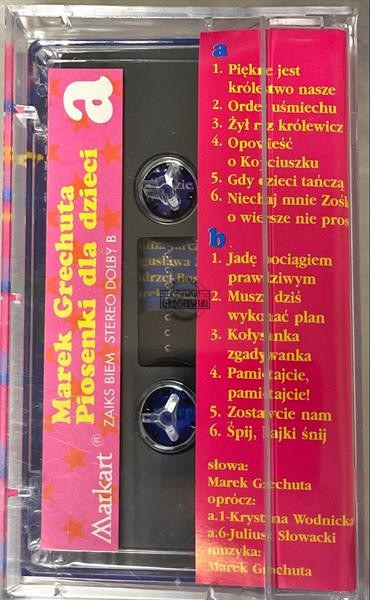 a
Marek Grechuta
Piosenki dla dzieci
Markart ®
ZAIKS BIEM STEREO DOLBY B
a
1. Piękne jest
królestwo nasze
2. Order uśmiechu
3. Żył raz królewicz
4. Opowieść
o Kościuszku
5. Gdy dzieci tańczą
6. Niechaj mnie Zośk
o wiersze nie pros
b
1. Jadę pociągiem
prawdziwym
2. Muszę dziś
wykonać plan
3. Kołysanka
zgadywanka
4. Pamiętajcie,
pamiętajcie!
5. Zostawcie nam
6. Śpij, bajki śnij
słowa:
Marek Grechuta
oprócz:
a.1-Krystyna Wodnicka
a.6-Juliusz Słowacki
muzyka:
Marek Grechuta
GROCHOWSKI